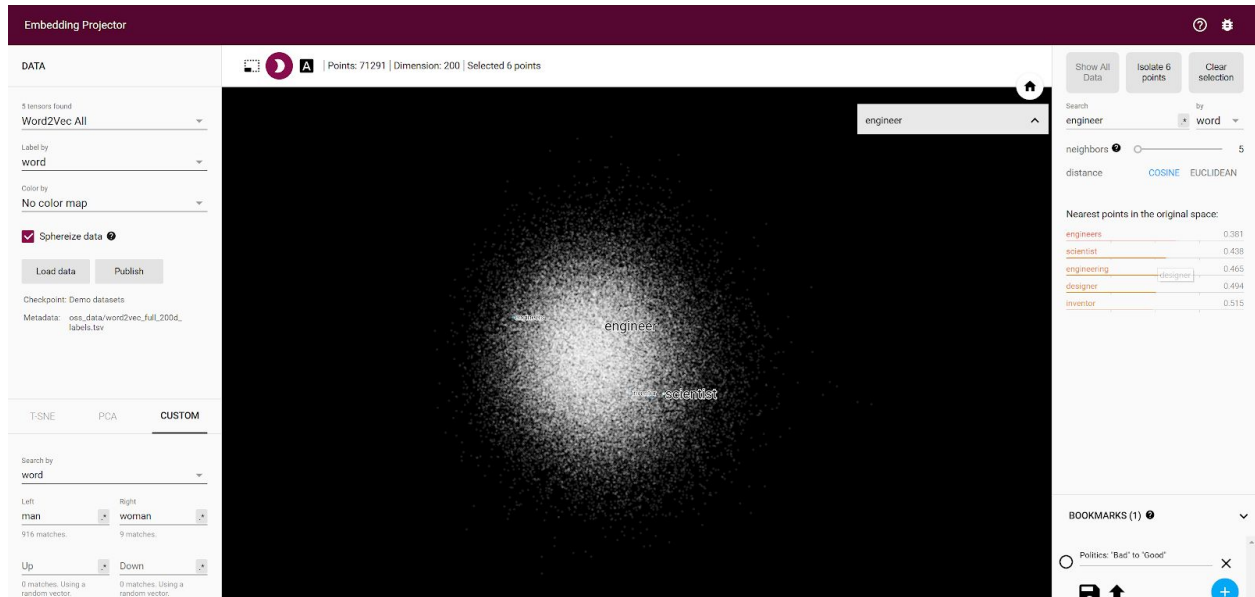 Embedding Projector
DATA
Points: 71291 | Dimension: 200 | Selected 6 points
5 tensors found
Word2Vec All
Label by
word
Color by
No color map
Sphereize data
Load data
Publish
Checkpoint: Demo datasets
Metadata: oss_data/word2vec_full_200d_
labels.tsv
T-SNE
PCA
CUSTOM
Search by
word
Left
Right
man
.*
woman
.*
916 matches.
9 matches.
Up
.*
Down
.*
0 matches. Using a
random vector.
0 matches. Using a
random vector.
A
engineer
engineer
scientist
Show All
Data
Isolate 6
points
Clear
selection
Search
by
engineer
.*
word
neighbors
5
distance
COSINE
EUCLIDEAN
Nearest points in the original space:
engineers 0.381
scientist 0.438
engineering 0.465
designer
designer 0.494
inventor 0.515
BOOKMARKS (1)
Politics: "Bad" to "Good"